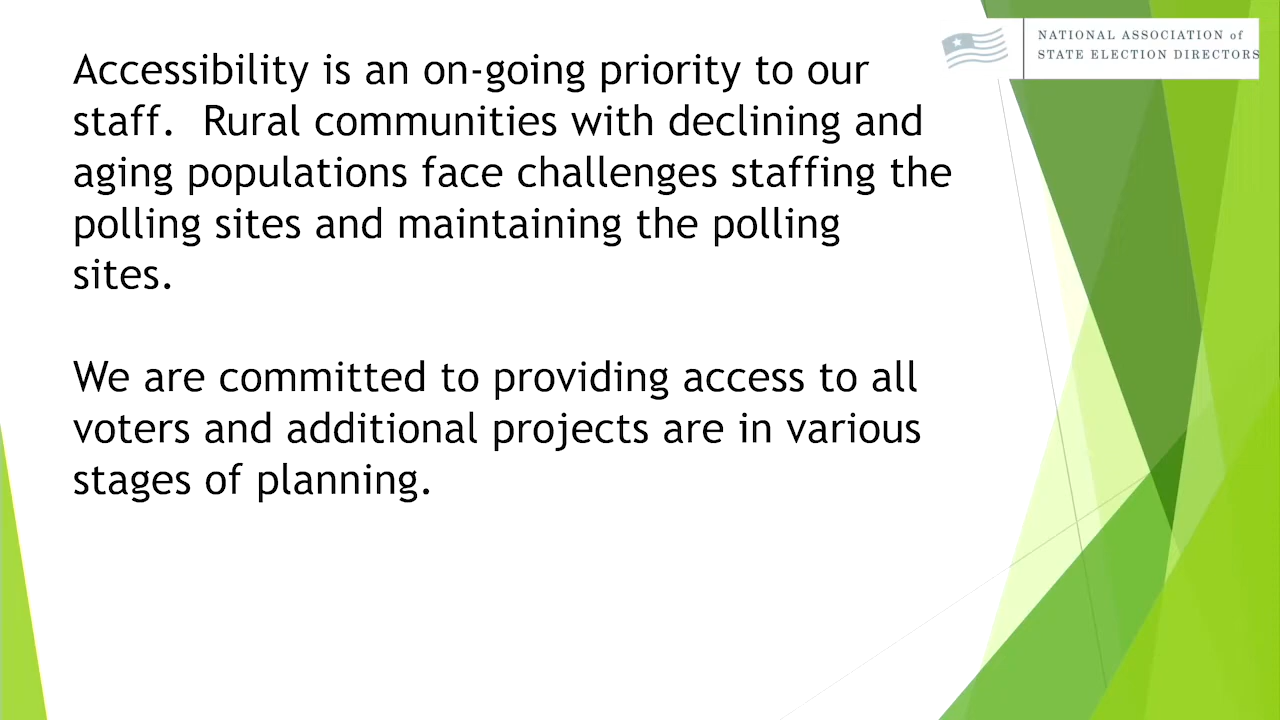 NATIONAL ASSOCIATION of
STATE ELECTION DIRECTORS
Accessibility is an on-going priority to our
staff.  Rural communities with declining and
aging populations face challenges staffing the
polling sites and maintaining the polling
sites.
We are committed to providing access to all
voters and additional projects are in various
stages of planning.